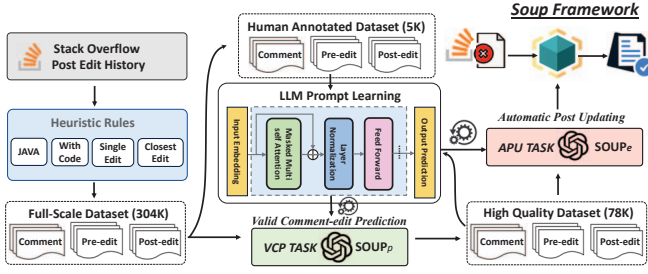 Soup Framework
Stack Overflow
Post Edit History
Heuristic Rules
JAVA
With
Code
Single
Edit
Closest
Edit
Full-Scale Dataset (304K)
Comment
Pre-edit
Post-edit
Human Annotated Dataset (5K)
Comment
Pre-edit
Post-edit
LLM Prompt Learning
Input Embedding
Masked Multi
self Attention
Layer
Normalization
Feed Forward
......
Output Prediction
Valid Comment-edit Prediction
VCP TASK SOUPp
Automatic Post Updating
APU TASK SOUPe
High Quality Dataset (78K)
Comment
Pre-edit
Post-edit